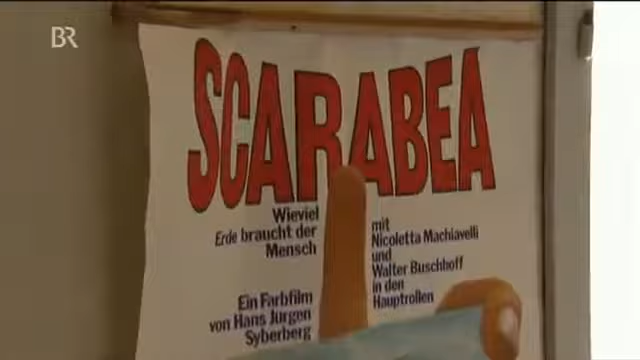 BR
SCARABEA
Wieviel
Erde braucht der
Mensch
mit
Nicoletta Machiavelli
und
Walter Buschhoff
in den
Hauptrollen
Ein Farbfilm
von Hans Jürgen
Syberberg